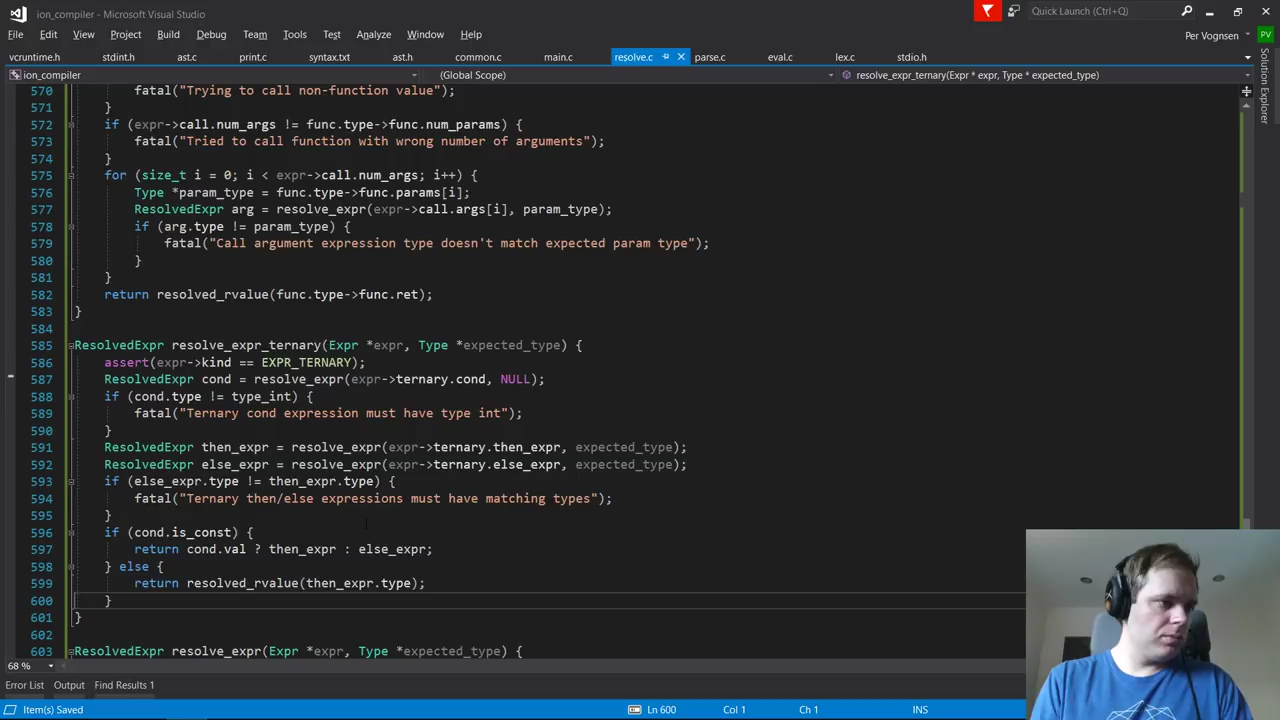 ion_compiler - Microsoft Visual Studio
Quick Launch (Ctrl+Q)
File Edit View Project Build Debug Team Tools Test Analyze Window Help
Per Vognsen
PV
vcruntime.h stdint.h ast.c print.c syntax.txt ast.h common.c main.c resolve.c parse.c eval.c lex.c stdio.h
ion_compiler (Global Scope) resolve_expr_ternary(Expr * expr, Type * expected_type)
Solution Explorer
570 fatal("Trying to call non-function value");
571 }
572 if (expr->call.num_args != func.type->func.num_params) {
573 fatal("Tried to call function with wrong number of arguments");
574 }
575 for (size_t i = 0; i < expr->call.num_args; i++) {
576 Type *param_type = func.type->func.params[i];
577 ResolvedExpr arg = resolve_expr(expr->call.args[i], param_type);
578 if (arg.type != param_type) {
579 fatal("Call argument expression type doesn't match expected param type");
580 }
581 }
582 return resolved_rvalue(func.type->func.ret);
583 }
584
585 ResolvedExpr resolve_expr_ternary(Expr *expr, Type *expected_type) {
586 assert(expr->kind == EXPR_TERNARY);
587 ResolvedExpr cond = resolve_expr(expr->ternary.cond, NULL);
588 if (cond.type != type_int) {
589 fatal("Ternary cond expression must have type int");
590 }
591 ResolvedExpr then_expr = resolve_expr(expr->ternary.then_expr, expected_type);
592 ResolvedExpr else_expr = resolve_expr(expr->ternary.else_expr, expected_type);
593 if (else_expr.type != then_expr.type) {
594 fatal("Ternary then/else expressions must have matching types");
595 }
596 if (cond.is_const) {
597 return cond.val ? then_expr : else_expr;
598 } else {
599 return resolved_rvalue(then_expr.type);
600 }
601 }
602
603 ResolvedExpr resolve_expr(Expr *expr, Type *expected_type) {
68 %
Error List Output Find Results 1
Item(s) Saved Ln 600 Col 1 Ch 1 INS